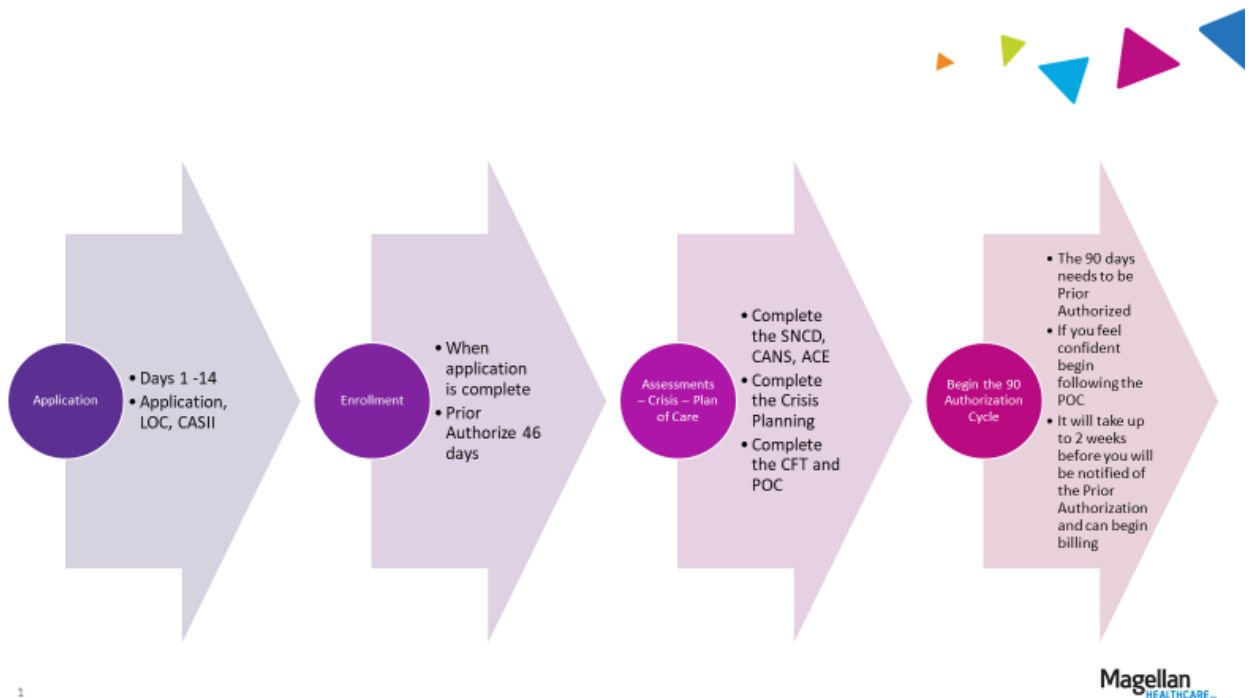 Application
• Days 1 -14
• Application,
LOC, CASII
Enrollment
• When
application
is complete
• Prior
Authorize 46
days
Assessments
– Crisis – Plan
of Care
• Complete
the SNCD,
CANS, ACE
• Complete
the Crisis
Planning
• Complete
the CFT and
POC
Begin the 90
Authorization
Cycle
• The 90 days
needs to be
Prior
Authorized
• If you feel
confident
begin
following the
POC
• It will take up
to 2 weeks
before you will
be notified of
the Prior
Authorization
and can begin
billing
1
Magellan
HEALTHCARE